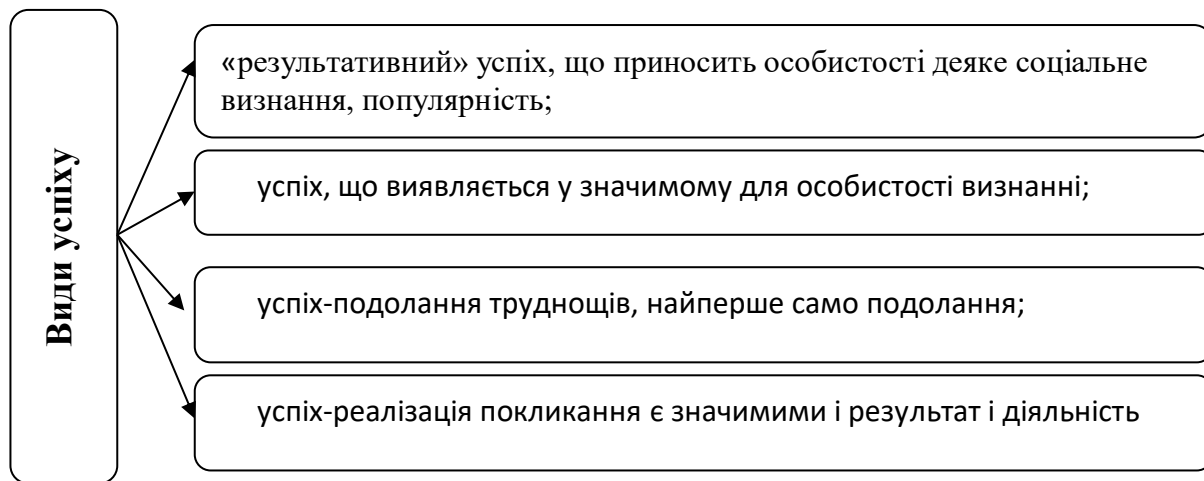 Види успіху
«результативний» успіх, що приносить особистості деяке соціальне
визнання, популярність;
успіх, що виявляється у значимому для особистості визнанні;
успіх-подолання труднощів, найперше само подолання;
успіх-реалізація покликання є значимими і результат і діяльність